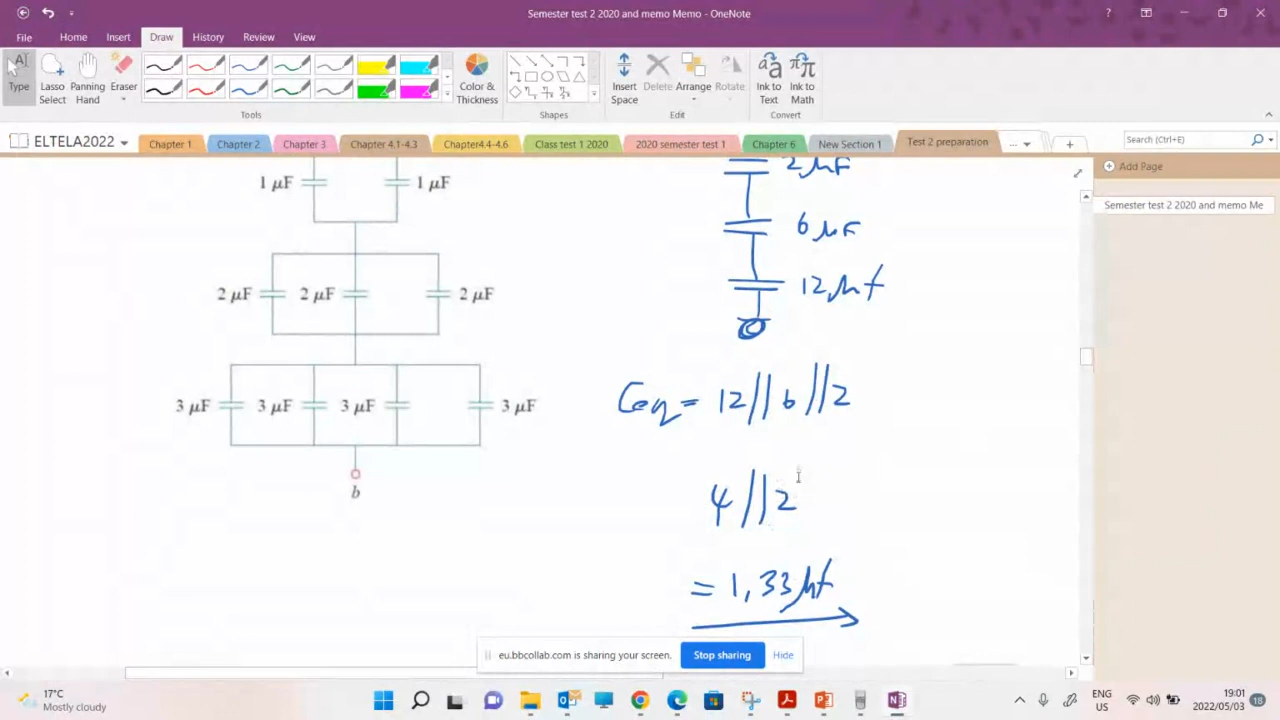 Semester test 2 2020 and memo Memo - OneNote
File Home Insert Draw History Review View
Type Lasso Select Panning Hand Eraser Color & Thickness Insert Space Delete Arrange Rotate Ink to Text Ink to Math
Tools Shapes Edit Convert
ELTELA2022 Chapter 1 Chapter 2 Chapter 3 Chapter 4.1-4.3 Chapter4.4-4.6 Class test 1 2020 2020 semester test 1 Chapter 6 New Section 1 Test 2 preparation ... + Search (Ctrl+E)
Add Page
Semester test 2 2020 and memo Me
2μF
1 μF 1 μF
6μF
12μf
2 μF 2 μF 2 μF
3 μF 3 μF 3 μF 3 μF
Ceq = 12//6//2
b
4//2
= 1,33μf
eu.bbcollab.com is sharing your screen. Stop sharing Hide
17°C
Mostly cloudy
ENG
US
19:01
2022/05/03
18